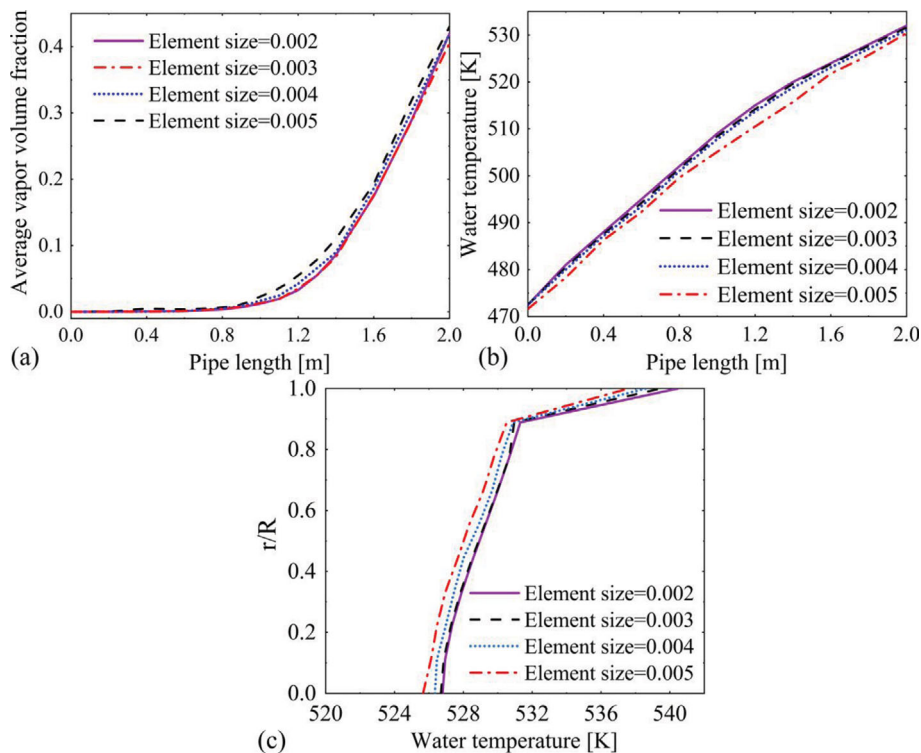 Average vapor volume fraction
0.4
0.3
0.2
0.1
0.0
Element size=0.002
Element size=0.003
Element size=0.004
Element size=0.005
0.0 0.4 0.8 1.2 1.6 2.0
Pipe length [m]
(a)
Water temperature [K]
530
520
510
500
490
480
470
Element size=0.002
Element size=0.003
Element size=0.004
Element size=0.005
0.0 0.4 0.8 1.2 1.6 2.0
Pipe length [m]
(b)
r/R
1.0
0.8
0.6
0.4
0.2
0.0
Element size=0.002
Element size=0.003
Element size=0.004
Element size=0.005
520 524 528 532 536 540
Water temperature [K]
(c)